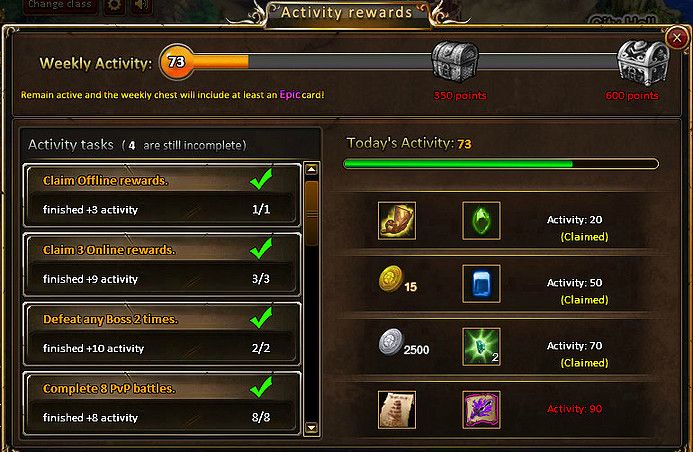 Change class
Activity rewards
City Hall
Weekly Activity: 73
350 points
600 points
Remain active and the weekly chest will include at least an Epic card!
Activity tasks ( 4 are still incomplete)
Claim Offline rewards.
finished +3 activity 1/1
Claim 3 Online rewards.
finished +9 activity 3/3
Defeat any Boss 2 times.
finished +10 activity 2/2
Complete 8 PvP battles.
finished +8 activity 8/8
Today's Activity: 73
Activity: 20
(Claimed)
15
Activity: 50
(Claimed)
2500
2
Activity: 70
(Claimed)
Activity: 90